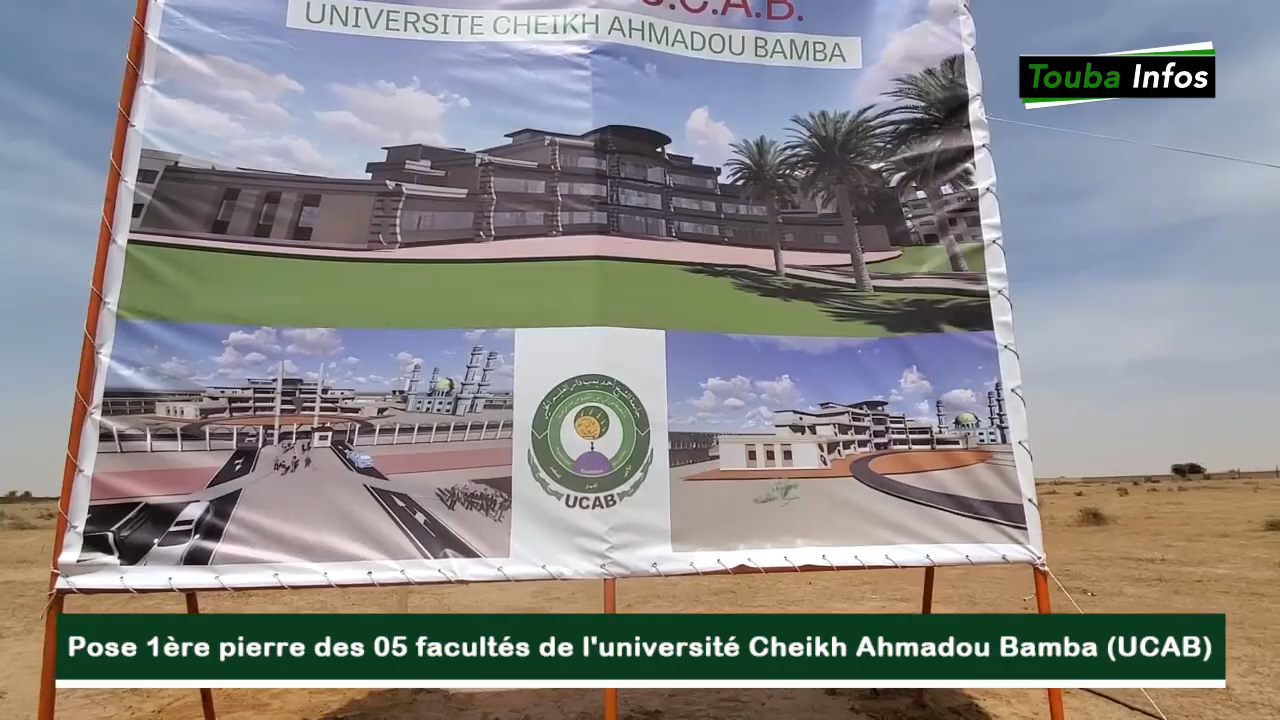 U.C.A.B.
UNIVERSITE CHEIKH AHMADOU BAMBA
Touba Infos
UCAB
Pose 1ère pierre des 05 facultés de l'université Cheikh Ahmadou Bamba (UCAB)